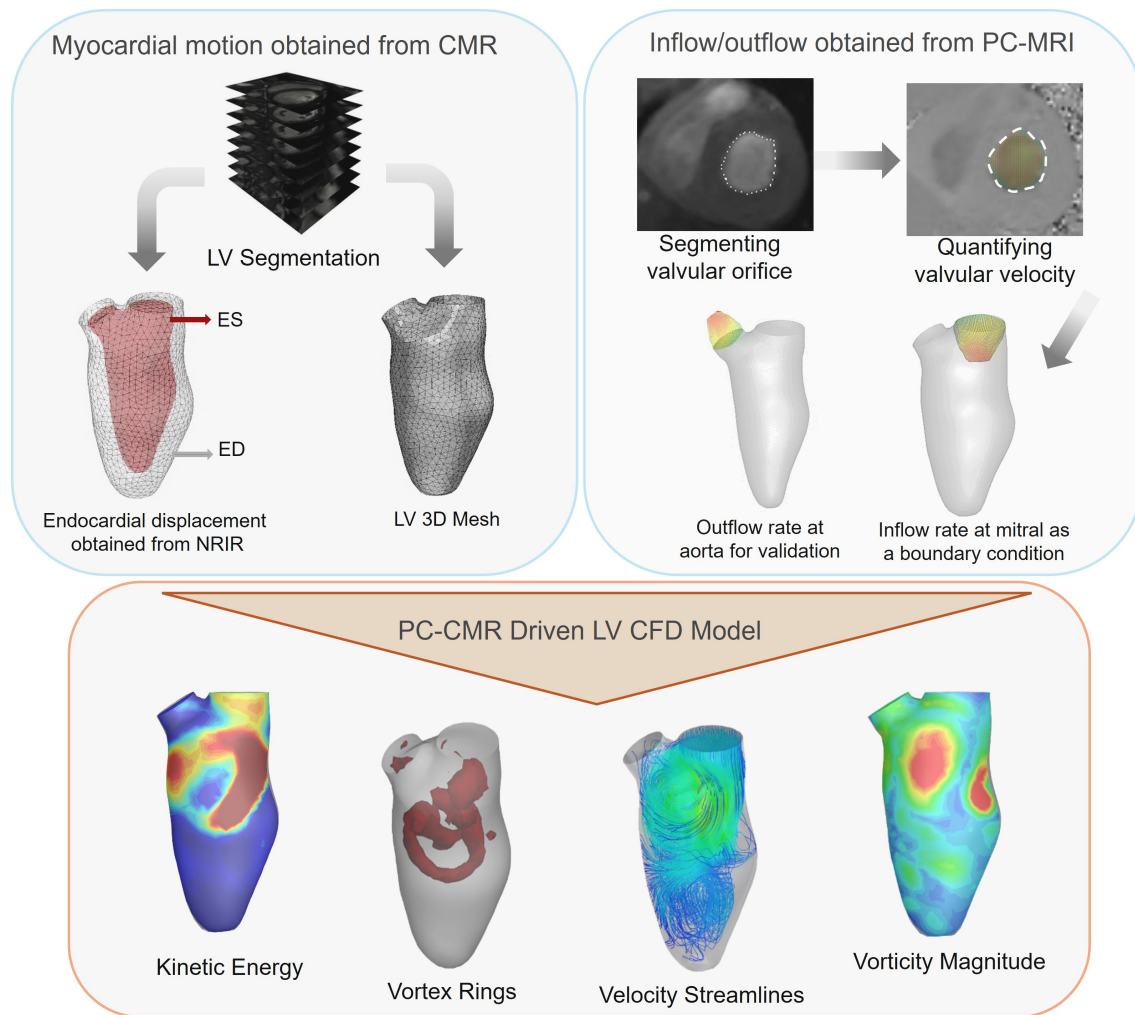 Myocardial motion obtained from CMR
LV Segmentation
ES
ED
Endocardial displacement
obtained from NRIR
LV 3D Mesh
Inflow/outflow obtained from PC-MRI
Segmenting
valvular orifice
Quantifying
valvular velocity
Outflow rate at
aorta for validation
Inflow rate at mitral as
a boundary condition
PC-CMR Driven LV CFD Model
Kinetic Energy
Vortex Rings
Velocity Streamlines
Vorticity Magnitude